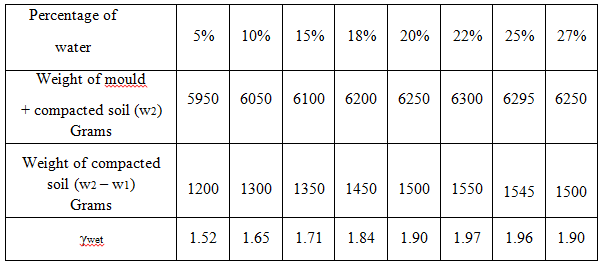 Percentage of
water
5% 10% 15% 18% 20% 22% 25% 27%
Weight of mould
+ compacted soil (w2)
Grams
5950 6050 6100 6200 6250 6300 6295 6250
Weight of compacted
soil (w2 – w1)
Grams
1200 1300 1350 1450 1500 1550 1545 1500
γwet
1.52 1.65 1.71 1.84 1.90 1.97 1.96 1.90